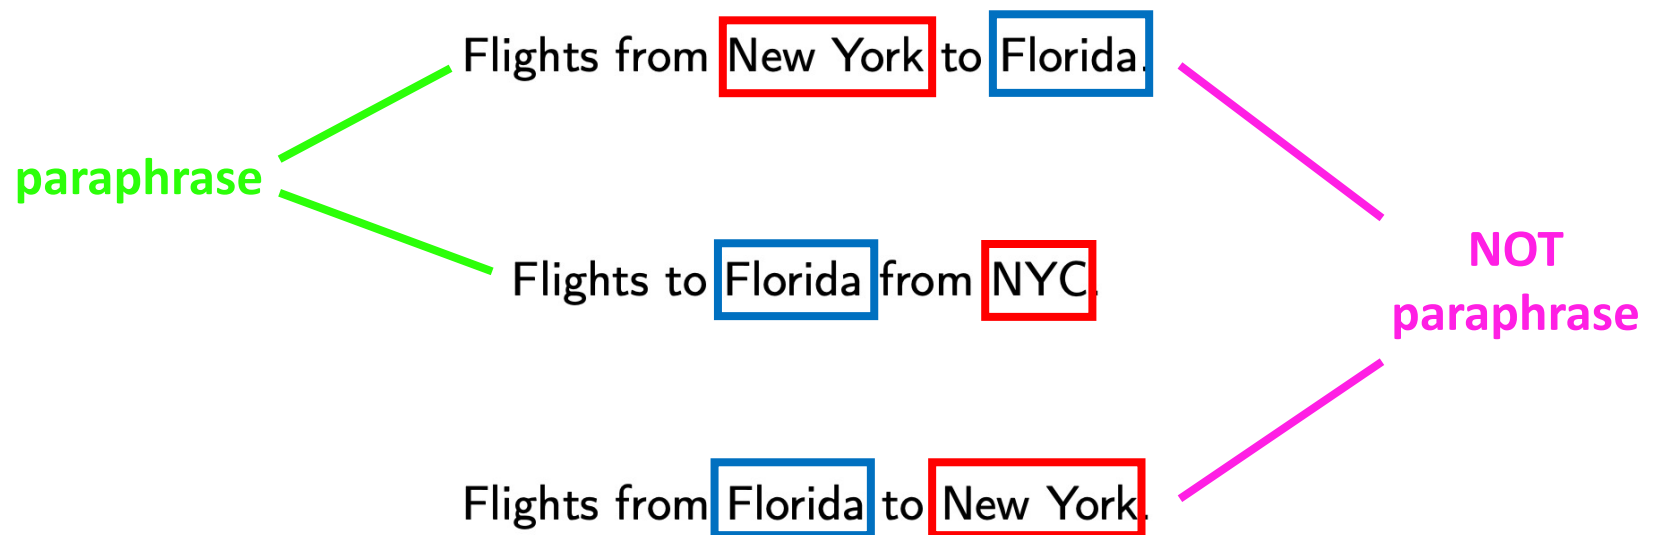 Flights from New York to Florida.
paraphrase
Flights to Florida from NYC.
NOT
paraphrase
Flights from Florida to New York.